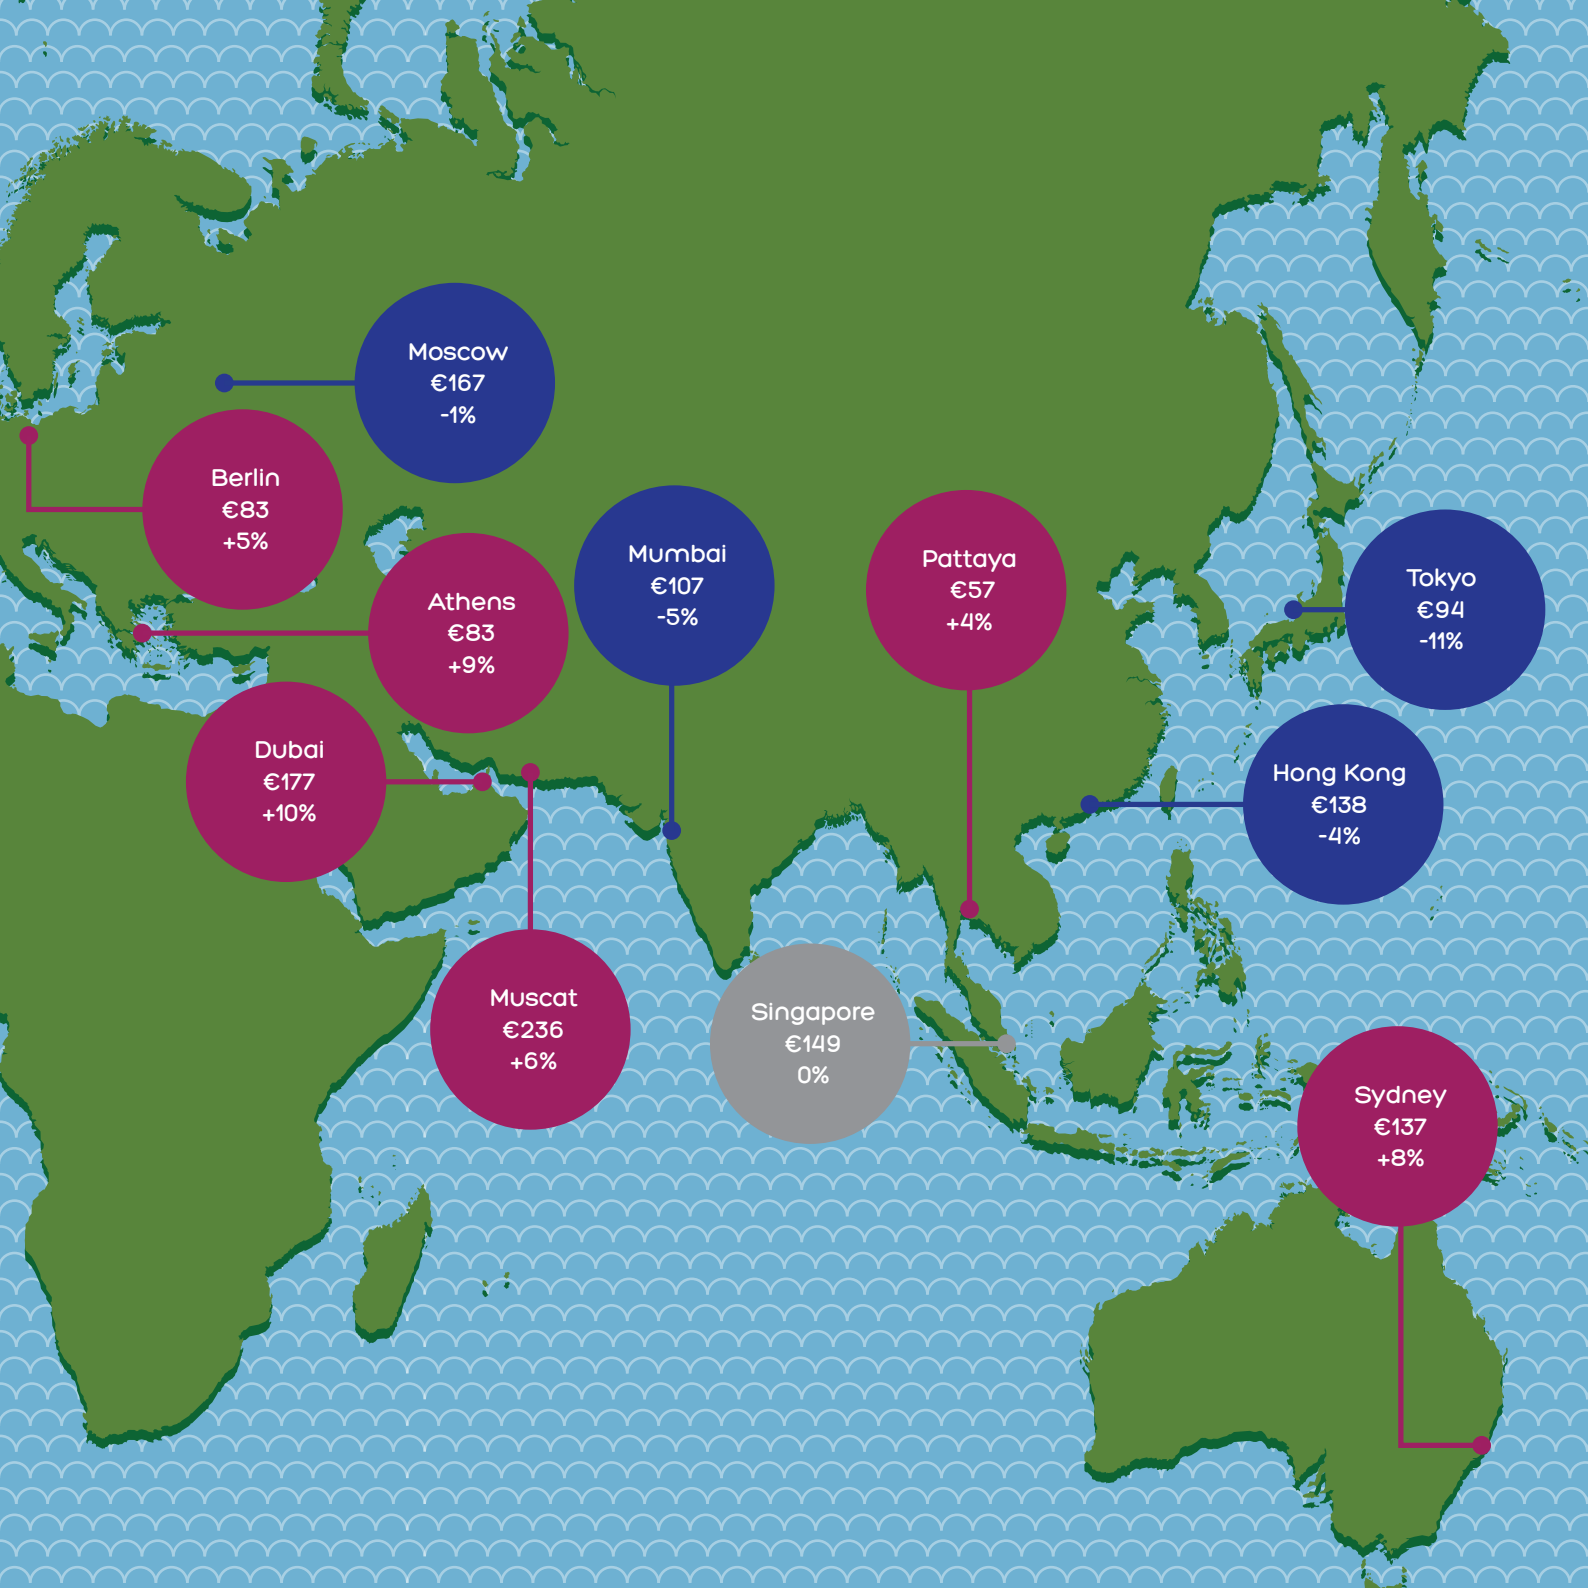 Moscow
€167
-1%
Berlin
€83
+5%
Mumbai
€107
-5%
Pattaya
€57
+4%
Tokyo
€94
-11%
Athens
€83
+9%
Dubai
€177
+10%
Hong Kong
€138
-4%
Muscat
€236
+6%
Singapore
€149
0%
Sydney
€137
+8%